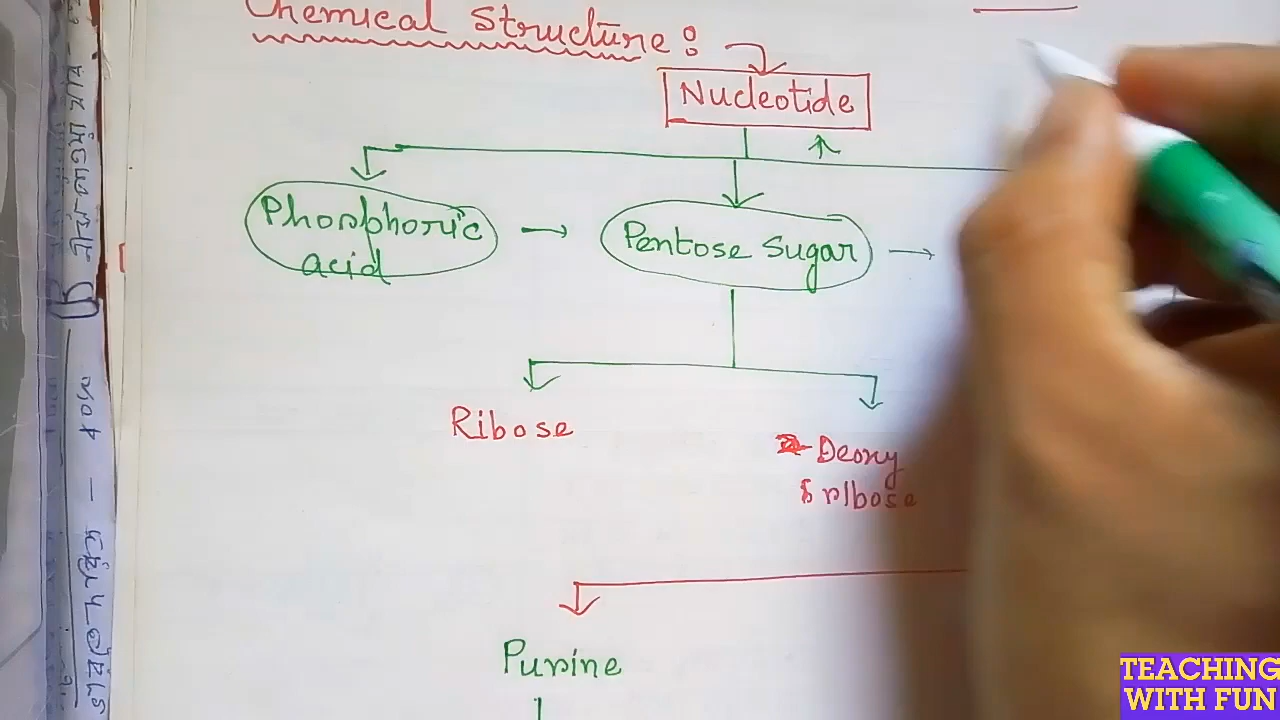 Chemical Structure:
Nucleotide
Phosphoric
acid
Pentose Sugar
Ribose
Deoxy
ribose
Purine
TEACHING
WITH FUN